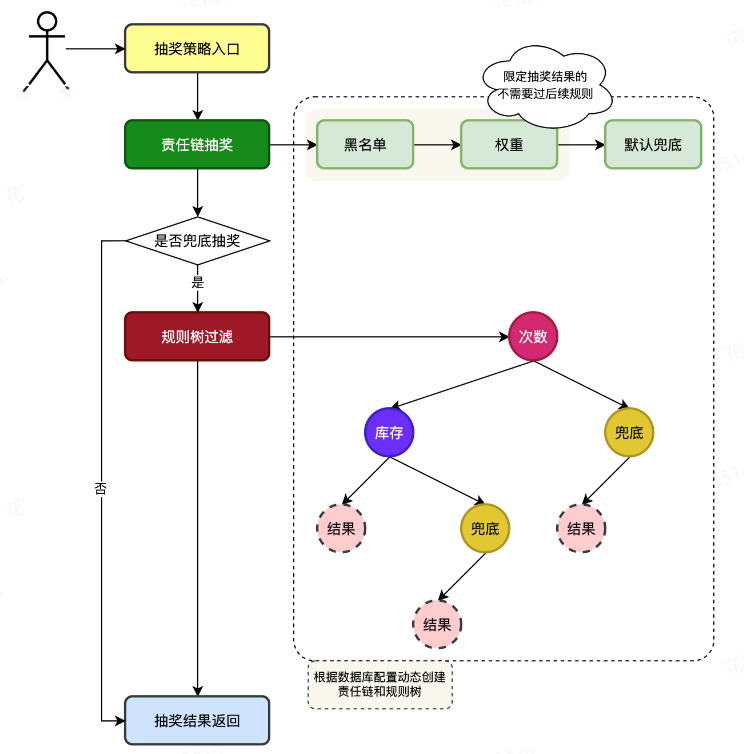 抽奖策略入口
限定抽奖结果的
不需要过后续规则
责任链抽奖
黑名单
权重
默认兜底
是否兜底抽奖
是
规则树过滤
次数
库存
兜底
否
结果
兜底
结果
结果
根据数据库配置动态创建
责任链和规则树
抽奖结果返回